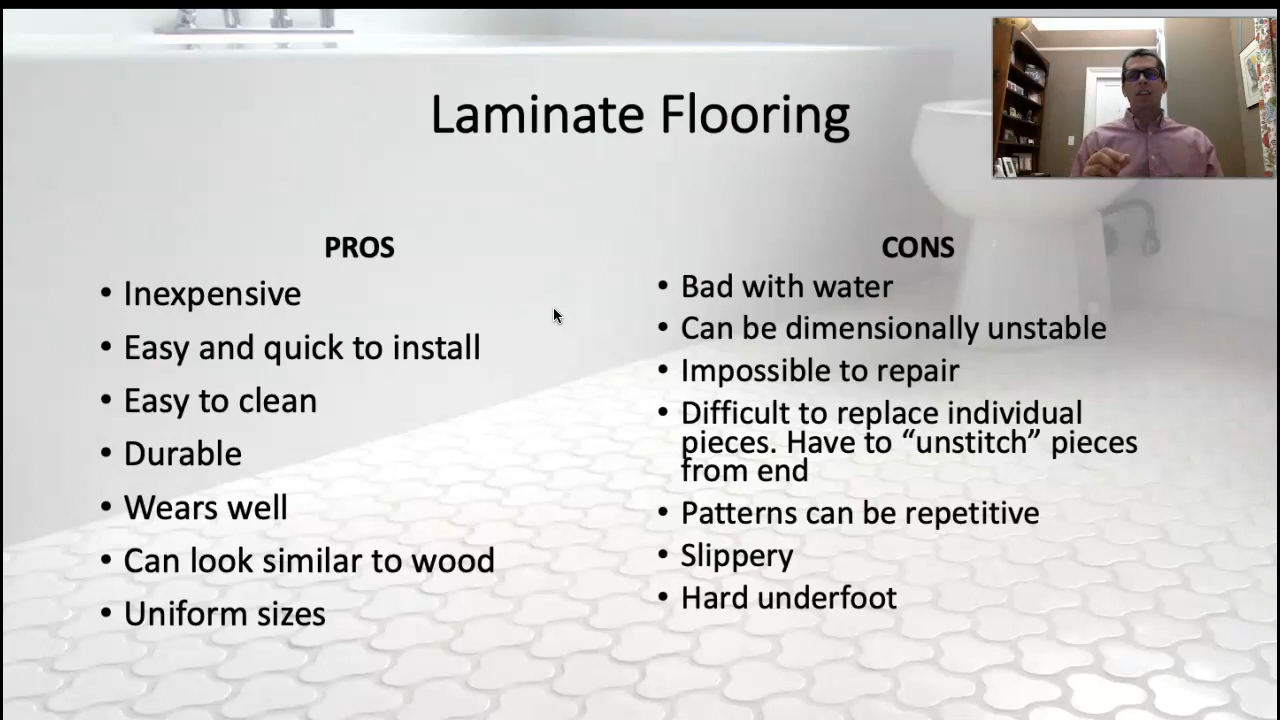 Laminate Flooring
PROS
• Inexpensive
• Easy and quick to install
• Easy to clean
• Durable
• Wears well
• Can look similar to wood
• Uniform sizes
CONS
• Bad with water
• Can be dimensionally unstable
• Impossible to repair
• Difficult to replace individual
pieces. Have to “unstitch” pieces
from end
• Patterns can be repetitive
• Slippery
• Hard underfoot